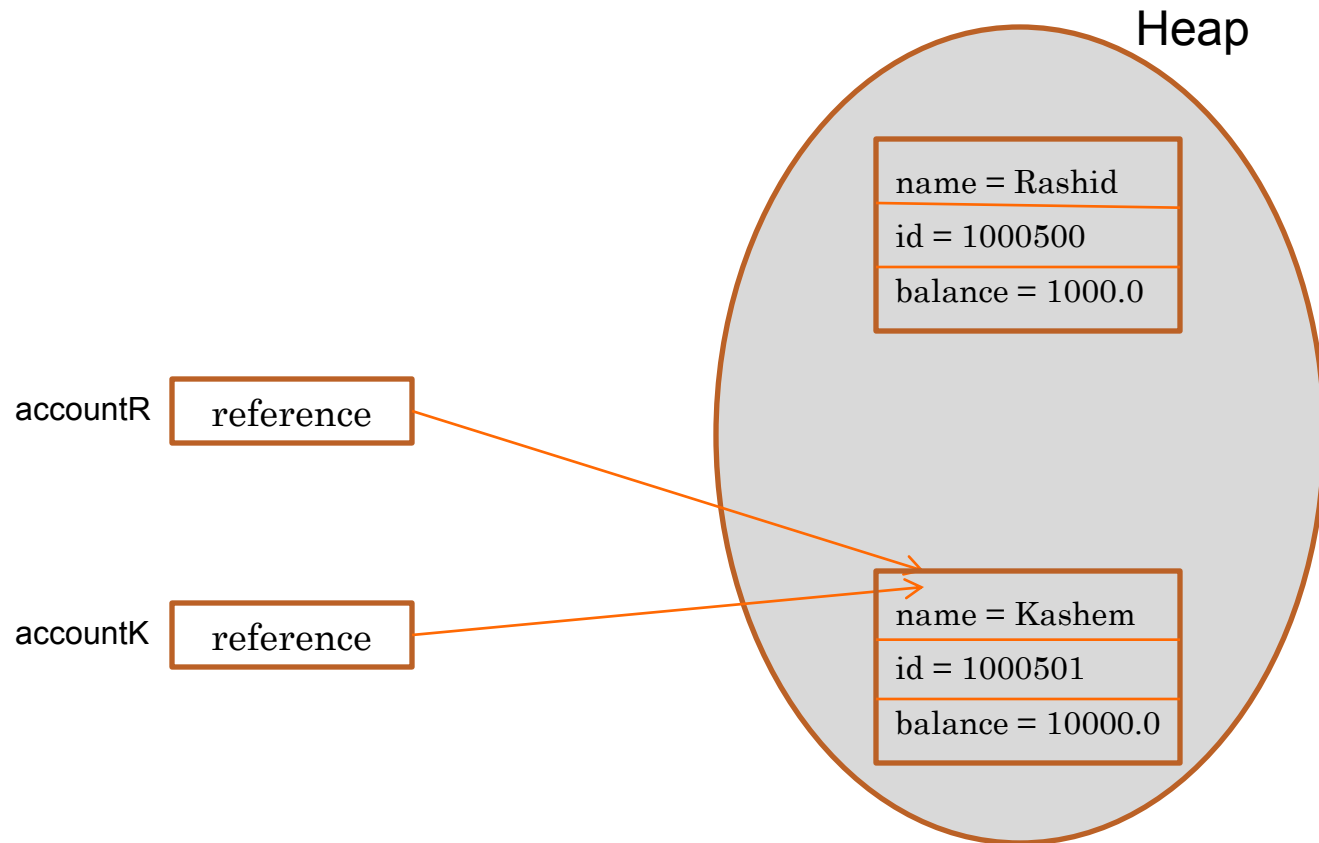 Heap
name = Rashid
id = 1000500
balance = 1000.0
accountR
reference
accountK
reference
name = Kashem
id = 1000501
balance = 10000.0